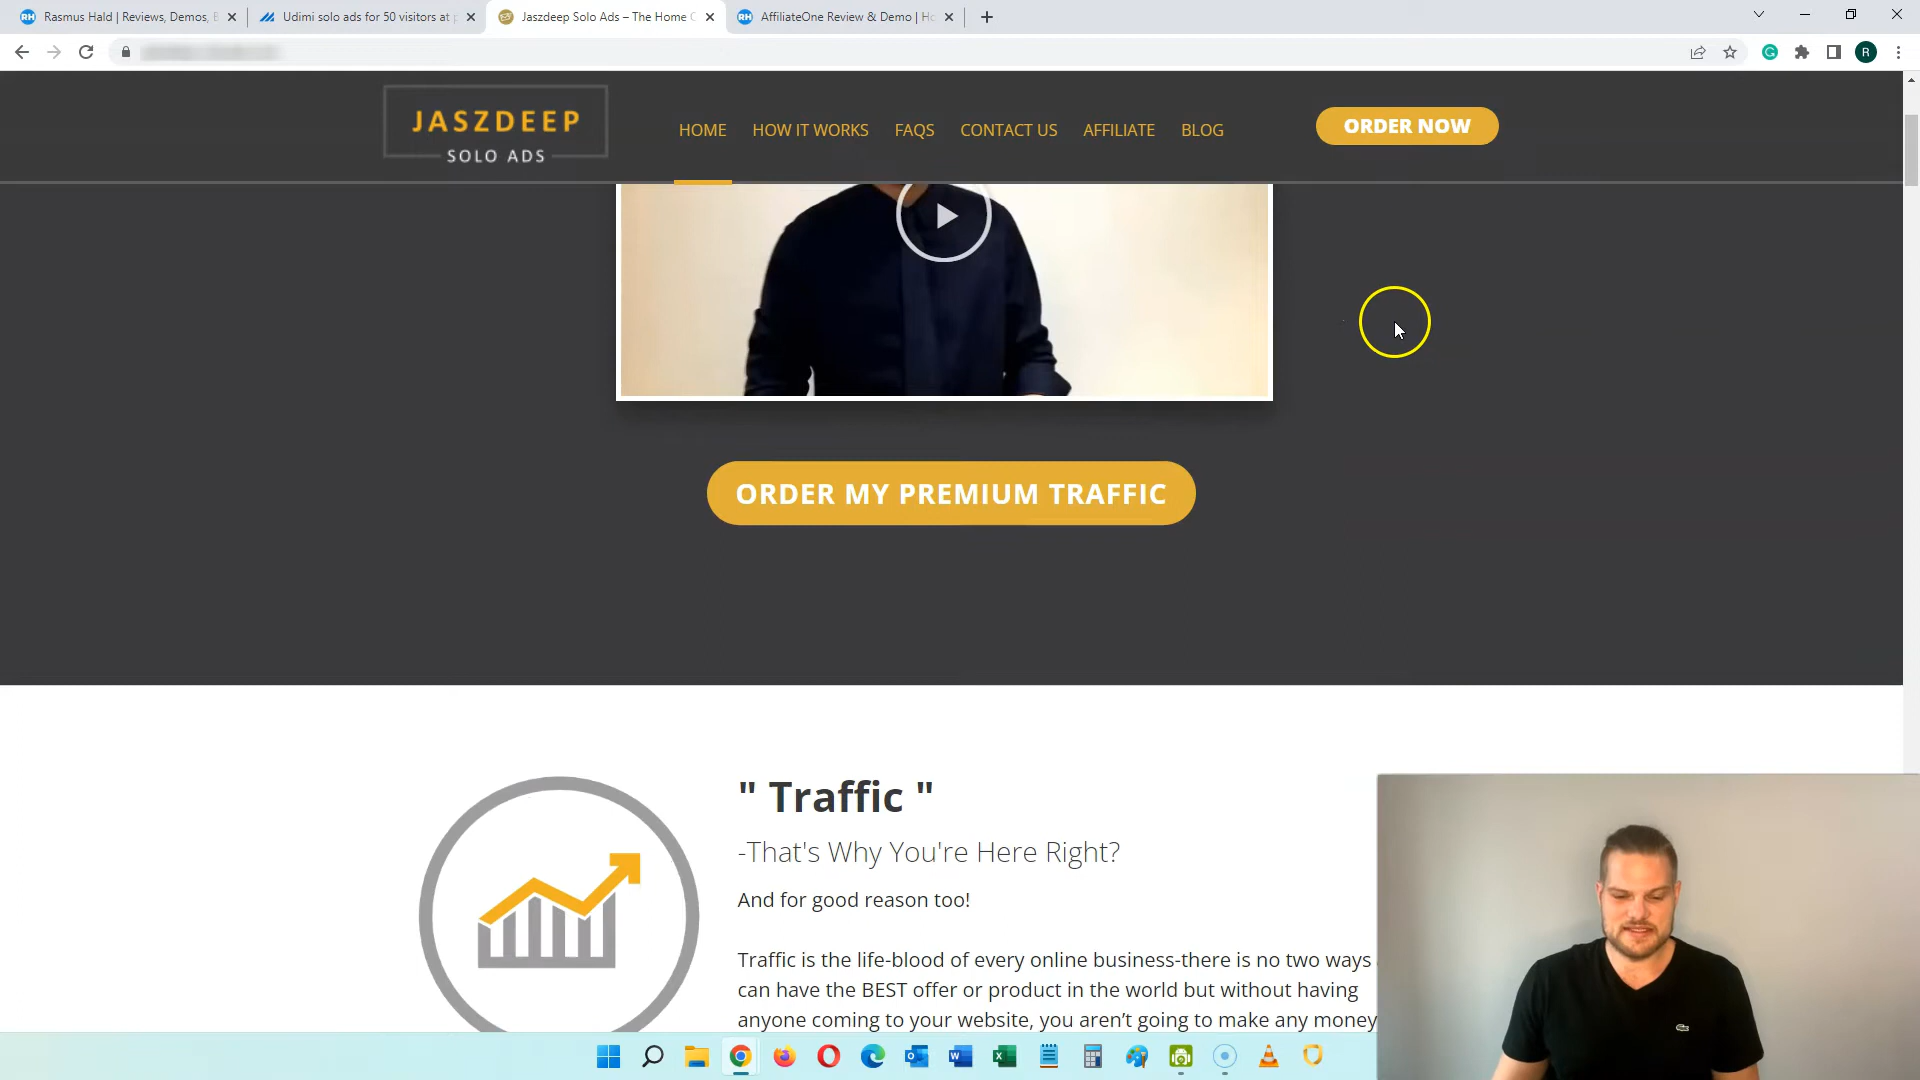 Rasmus Hald | Reviews, Demos, B
Udimi solo ads for 50 visitors at p
Jaszdeep Solo Ads – The Home O
AffiliateOne Review & Demo | Ho
R
JASZDEEP
SOLO ADS
HOME
HOW IT WORKS
FAQS
CONTACT US
AFFILIATE
BLOG
ORDER NOW
ORDER MY PREMIUM TRAFFIC
" Traffic "
-That's Why You're Here Right?
And for good reason too!
Traffic is the life-blood of every online business-there is no two ways
can have the BEST offer or product in the world but without having
anyone coming to your website, you aren't going to make any money